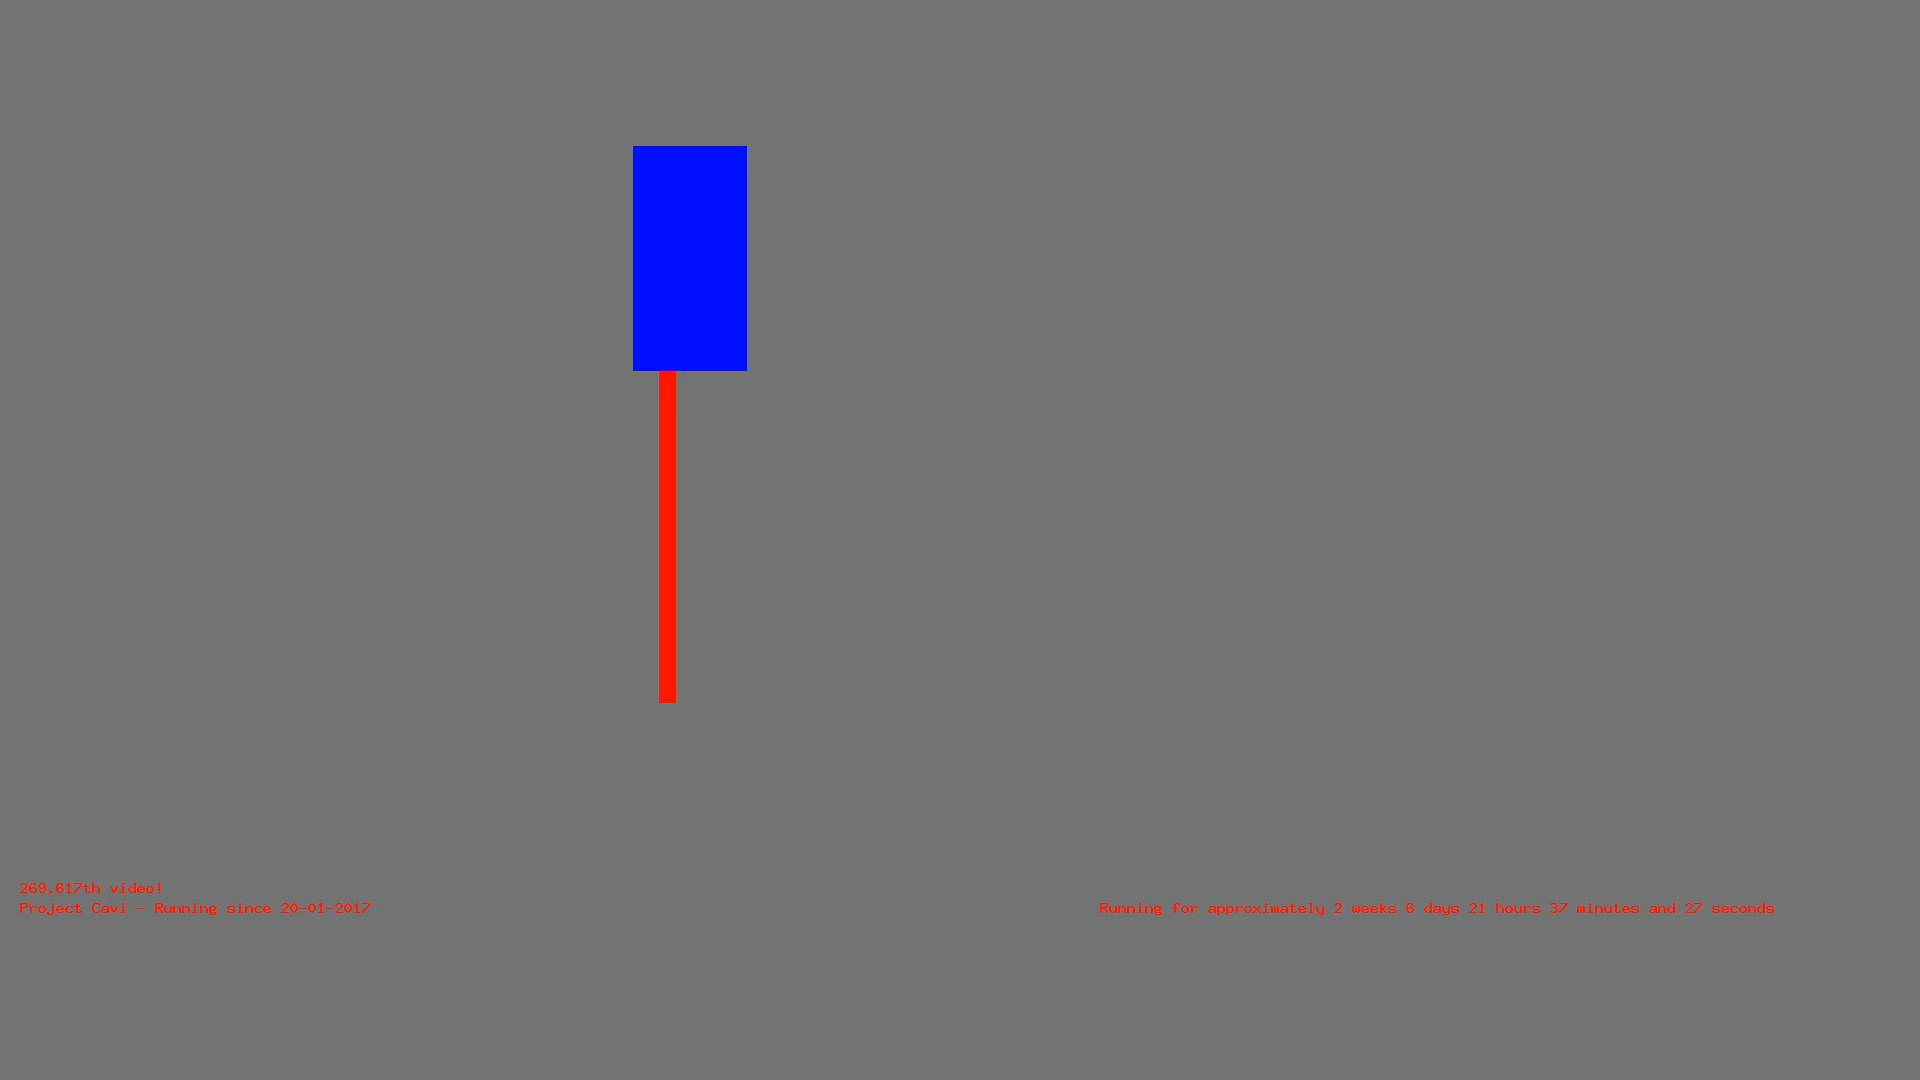 269,617th video!
Project Cavi - Running since 20-01-2017
Running for approximately 2 weeks 6 days 21 hours 37 minutes and 27 seconds